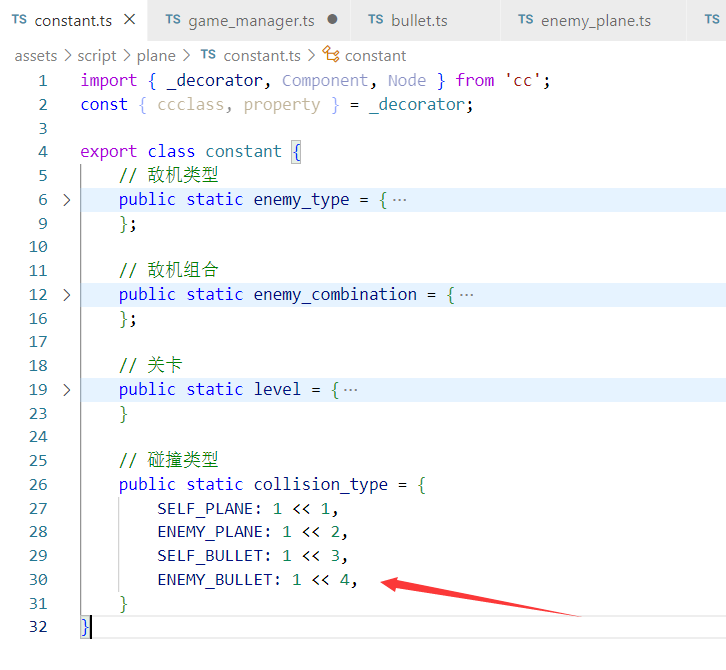 TS constant.ts × TS game_manager.ts ● TS bullet.ts TS enemy_plane.ts TS
assets > script > plane > TS constant.ts > constant
1 import { _decorator, Component, Node } from 'cc';
2 const { ccclass, property } = _decorator;
3
4 export class constant {
5 // 敌机类型
6 > public static enemy_type = { ···
9 };
10
11 // 敌机组合
12 > public static enemy_combination = { ···
16 };
17
18 // 关卡
19 > public static level = { ···
23 }
24
25 // 碰撞类型
26 public static collision_type = {
27 SELF_PLANE: 1 << 1,
28 ENEMY_PLANE: 1 << 2,
29 SELF_BULLET: 1 << 3,
30 ENEMY_BULLET: 1 << 4,
31 }
32 }